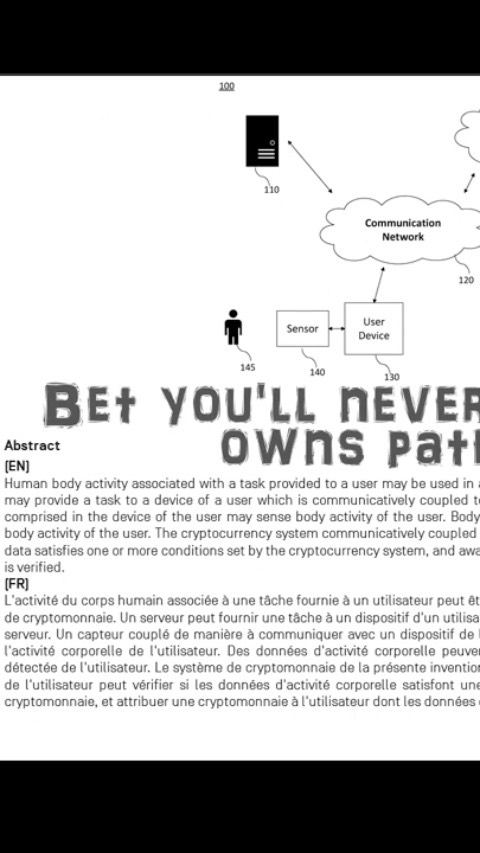 100
110
Communication
Network
120
Sensor
User
Device
145
140
130
Bet you'll never
owns pat
Abstract
[EN]
Human body activity associated with a task provided to a user may be used in a
may provide a task to a device of a user which is communicatively coupled to
comprised in the device of the user may sense body activity of the user. Body
body activity of the user. The cryptocurrency system communicatively coupled
data satisfies one or more conditions set by the cryptocurrency system, and awa
is verified.
[FR]
L'activité du corps humain associée à une tâche fournie à un utilisateur peut êt
de cryptomonnaie. Un serveur peut fournir une tâche à un dispositif d'un utilisa
serveur. Un capteur couplé de manière à communiquer avec un dispositif de l
l'activité corporelle de l'utilisateur. Des données d'activité corporelle peuve
détectée de l'utilisateur. Le système de cryptomonnaie de la présente invention
de l'utilisateur peut vérifier si les données d'activité corporelle satisfont une
cryptomonnaie, et attribuer une cryptomonnaie à l'utilisateur dont les données